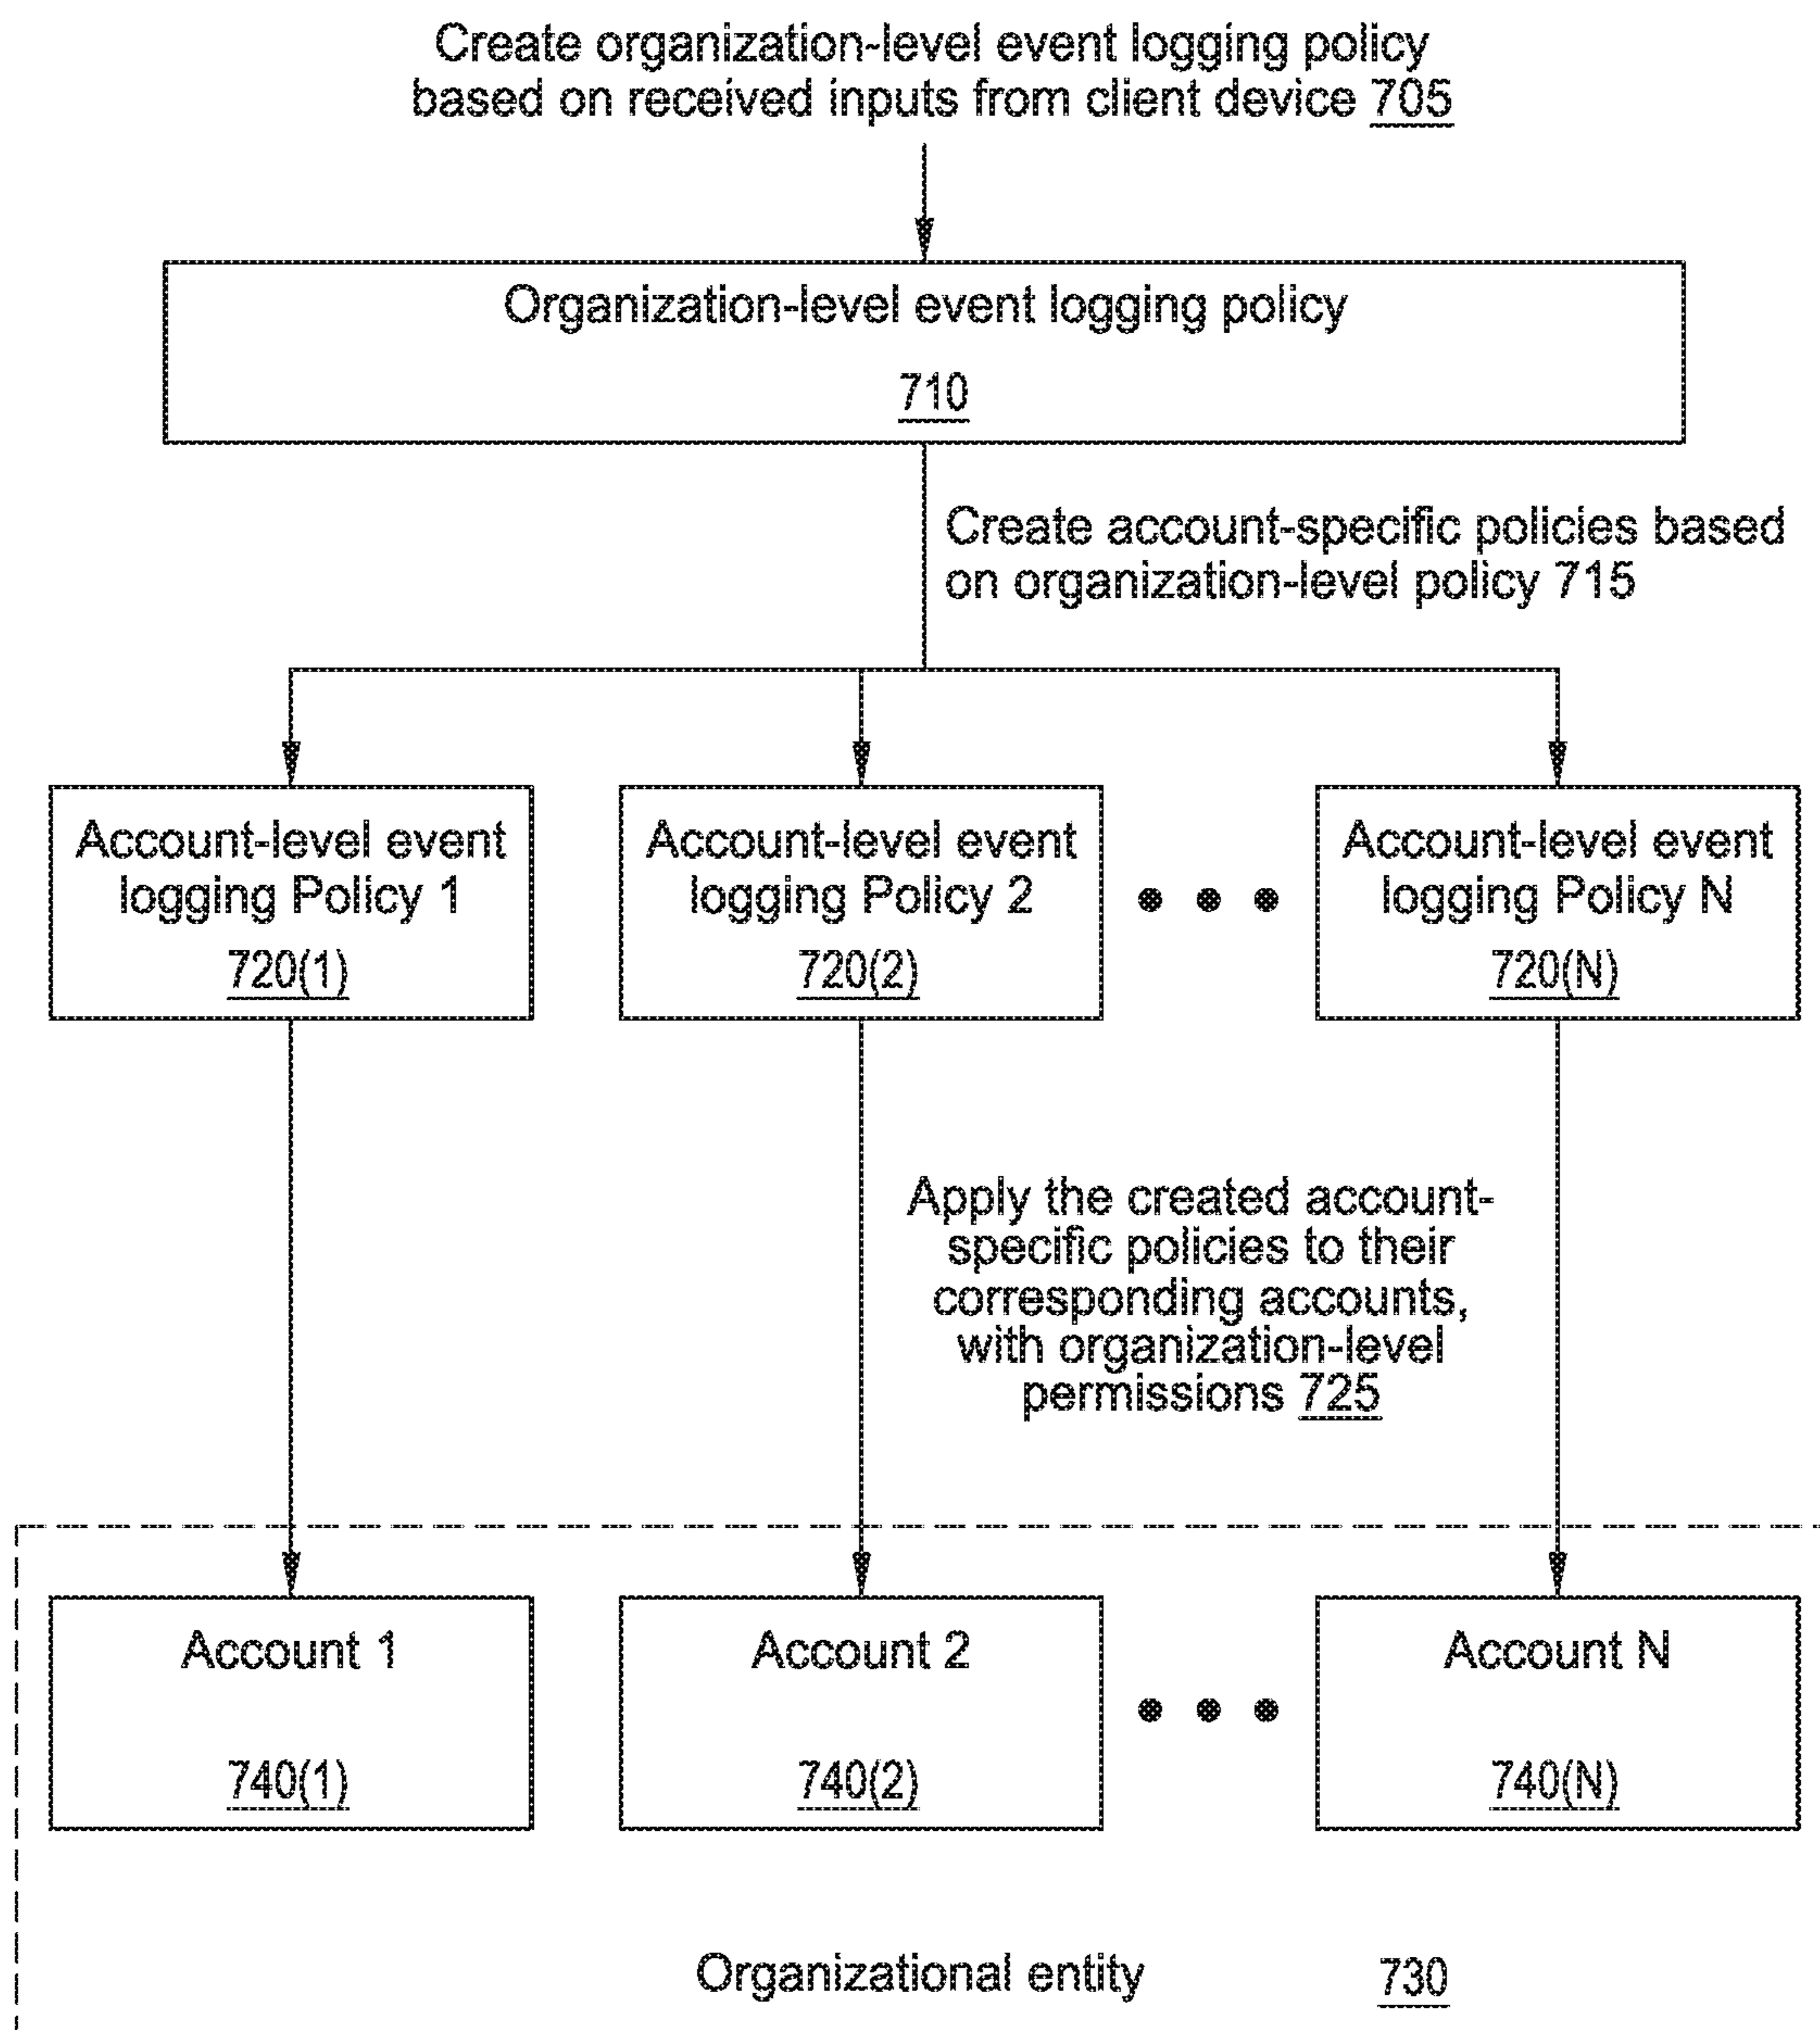 Create organization-level event logging policy
based on received inputs from client device 705
Organization-level event logging policy
710
Create account-specific policies based
on organization-level policy 715
Account-level event
logging Policy 1
720(1)
Account-level event
logging Policy 2
720(2)
Account-level event
logging Policy N
720(N)
Apply the created account-
specific policies to their
corresponding accounts,
with organization-level
permissions 725
Account 1
740(1)
Account 2
740(2)
Account N
740(N)
Organizational entity 730